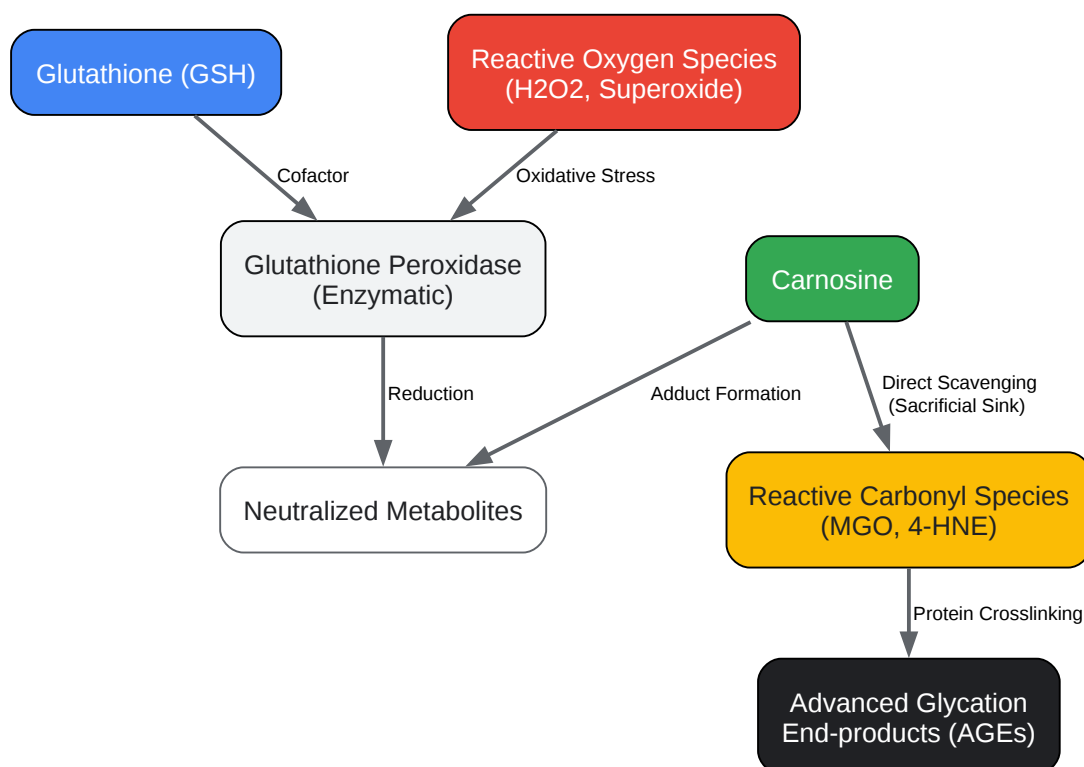 Glutathione (GSH)
Reactive Oxygen Species
(H2O2, Superoxide)
Cofactor
Oxidative Stress
Glutathione Peroxidase
(Enzymatic)
Carnosine
Reduction
Adduct Formation
Direct Scavenging
(Sacrificial Sink)
Neutralized Metabolites
Reactive Carbonyl Species
(MGO, 4-HNE)
Protein Crosslinking
Advanced Glycation
End-products (AGEs)